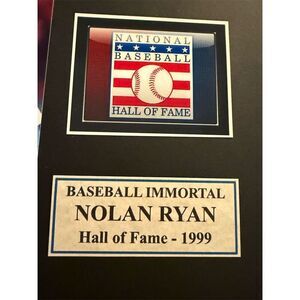 NATIONAL
BASEBALL
HALL OF FAME
BASEBALL IMMORTAL
NOLAN RYAN
Hall of Fame - 1999